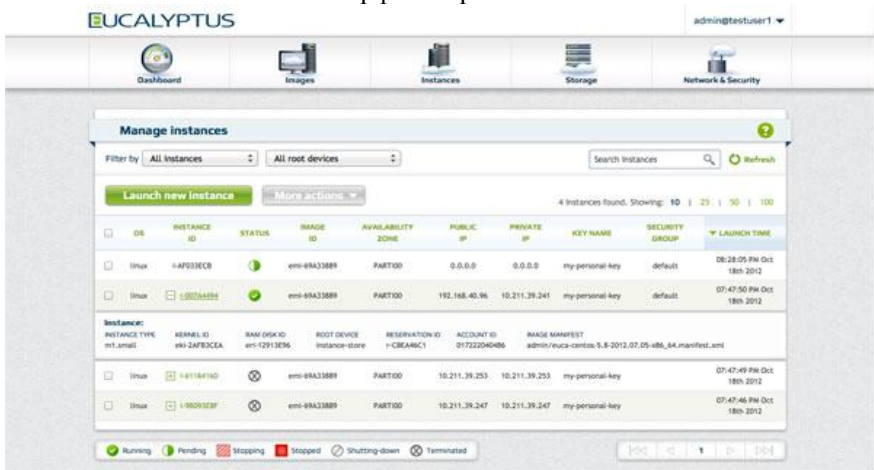 EUCALYPTUS
admin@testuser1
Dashboard Images Instances Storage Network & Security
Manage instances
Filter by All instances All root devices Search Instances Refresh
Launch new instance More actions
4 instances found. Showing: 10 | 25 | 50 | 100
OS INSTANCE ID STATUS IMAGE ID AVAILABILITY ZONE PUBLIC IP PRIVATE IP KEY NAME SECURITY GROUP LAUNCH TIME
linux I-AF033ECB emi-69A33889 PARTI00 0.0.0.0 0.0.0.0 my-personal-key default 08:28:05 PM Oct 18th 2012
linux I-007A4494 emi-69A33889 PARTI00 192.168.40.96 10.211.39.241 my-personal-key default 07:47:50 PM Oct 18th 2012
Instance:
INSTANCE TYPE KERNEL ID RAM DISK ID ROOT DEVICE RESERVATION ID ACCOUNT ID IMAGE MANIFEST
m1.small eki-2AFB3CEA eri-12913E96 instance-store r-CBEA46C1 017222040486 admin/euca-centos-5.8-2012.07.05-x86_64.manifest.xml
linux emi-69A33889 PARTI00 10.211.39.253 10.211.39.253 my-personal-key 07:47:49 PM Oct 18th 2012
linux emi-69A33889 PARTI00 10.211.39.247 10.211.39.247 my-personal-key 07:47:46 PM Oct 18th 2012
Running Pending Stopping Stopped Shutting-down Terminated
1